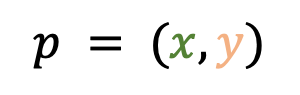 p = (x,y)